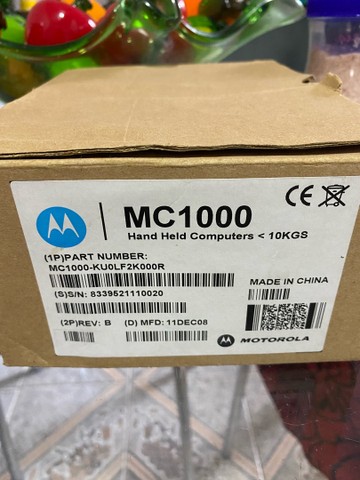 MC1000
Hand Held Computers < 10KGS
(1P)PART NUMBER:
MC1000-KU0LF2K000R
MADE IN CHINA
(S)S/N: 8339521110020
(2P)REV: B (D) MFD: 11DEC08
MOTOROLA